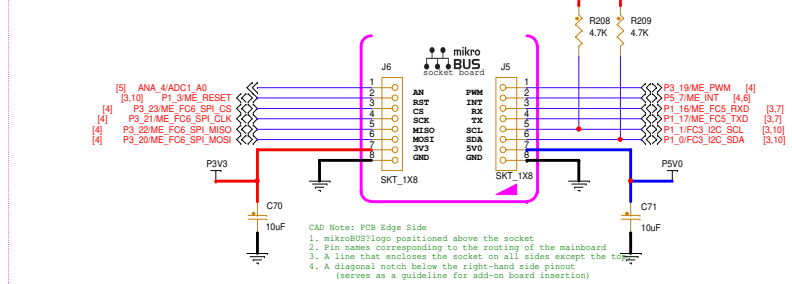 R208
4.7K
R209
4.7K
mikro
BUS
socket board
J6
J5
[5] ANA_4/ADC1_A0
[3,10] P1_3/ME_RESET
[4] P3_23/ME_FC6_SPI_CS
[4] P3_21/ME_FC6_SPI_CLK
[4] P3_22/ME_FC6_SPI_MISO
[4] P3_20/ME_FC6_SPI_MOSI
1
2
3
4
5
6
7
8
AN
RST
CS
SCK
MISO
MOSI
3V3
GND
PWM
INT
RX
TX
SCL
SDA
5V0
GND
1
2
3
4
5
6
7
8
P3_19/ME_PWM [4]
P5_7/ME_INT [4,6]
P1_16/ME_FC5_RXD [3,7]
P1_17/ME_FC5_TXD [3,7]
P1_1/FC3_I2C_SCL [3,10]
P1_0/FC3_I2C_SDA [3,10]
SKT_1X8
SKT_1X8
P3V3
P5V0
C70
10uF
C71
10uF
CAD Note: PCB Edge Side
1. mikroBUS?logo positioned above the socket
2. Pin names corresponding to the routing of the mainboard
3. A line that encloses the socket on all sides except the top.
4. A diagonal notch below the right-hand side pinout
(serves as a guideline for add-on board insertion)